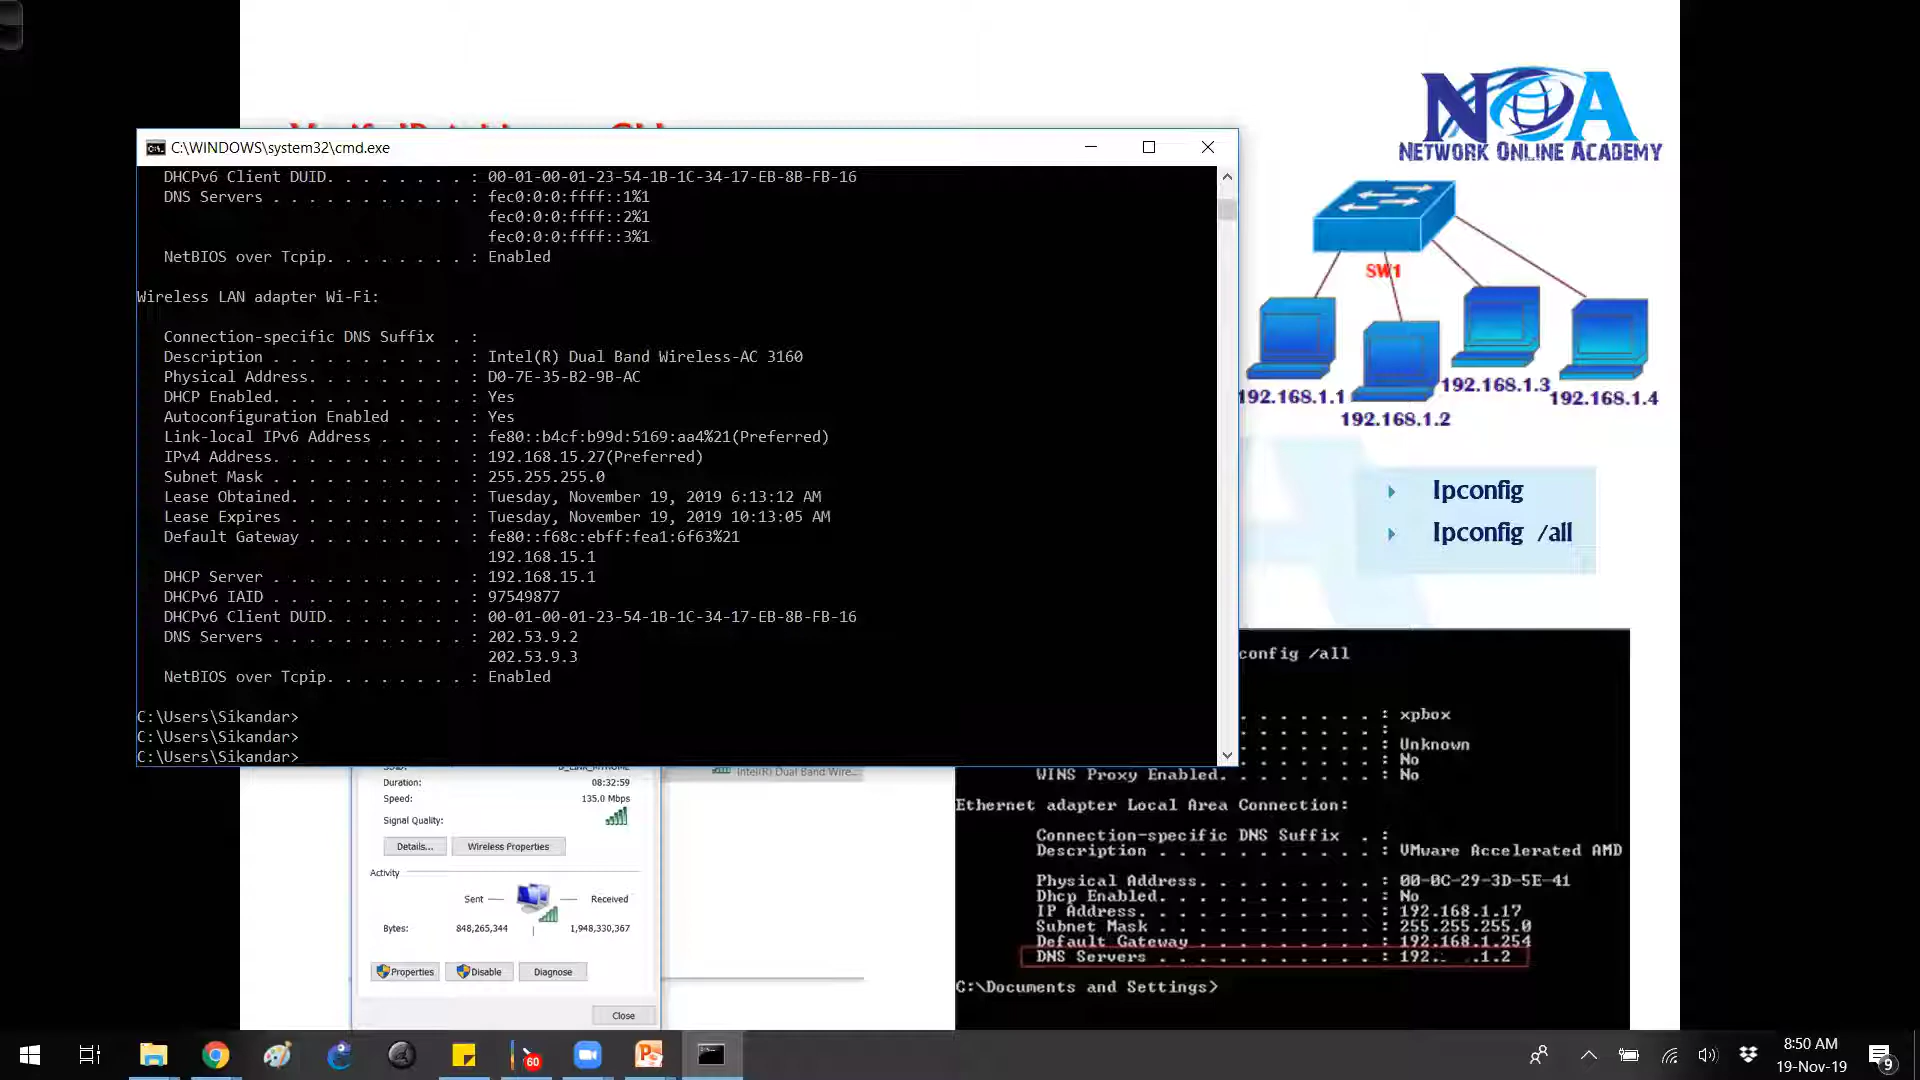 NOA
NETWORK ONLINE ACADEMY
C:\WINDOWS\system32\cmd.exe
DHCPv6 Client DUID. . . . . . . . : 00-01-00-01-23-54-1B-1C-34-17-EB-8B-FB-16
DNS Servers . . . . . . . . . . . : fec0:0:0:ffff::1%1
fec0:0:0:ffff::2%1
fec0:0:0:ffff::3%1
NetBIOS over Tcpip. . . . . . . . : Enabled
Wireless LAN adapter Wi-Fi:
Connection-specific DNS Suffix . :
Description . . . . . . . . . . . : Intel(R) Dual Band Wireless-AC 3160
Physical Address. . . . . . . . . : D0-7E-35-B2-9B-AC
DHCP Enabled. . . . . . . . . . . : Yes
Autoconfiguration Enabled . . . . : Yes
Link-local IPv6 Address . . . . . : fe80::b4cf:b99d:5169:aa4%21(Preferred)
IPv4 Address. . . . . . . . . . . : 192.168.15.27(Preferred)
Subnet Mask . . . . . . . . . . . : 255.255.255.0
Lease Obtained. . . . . . . . . . : Tuesday, November 19, 2019 6:13:12 AM
Lease Expires . . . . . . . . . . : Tuesday, November 19, 2019 10:13:05 AM
Default Gateway . . . . . . . . . : fe80::f68c:ebff:fea1:6f63%21
192.168.15.1
DHCP Server . . . . . . . . . . . : 192.168.15.1
DHCPv6 IAID . . . . . . . . . . . : 97549877
DHCPv6 Client DUID. . . . . . . . : 00-01-00-01-23-54-1B-1C-34-17-EB-8B-FB-16
DNS Servers . . . . . . . . . . . : 202.53.9.2
202.53.9.3
NetBIOS over Tcpip. . . . . . . . : Enabled
C:\Users\Sikandar>
C:\Users\Sikandar>
C:\Users\Sikandar>
SW1
192.168.1.1
192.168.1.2
192.168.1.3
192.168.1.4
Ipconfig
Ipconfig /all
Duration: 08:32:59
Speed: 135.0 Mbps
Signal Quality:
Details...
Wireless Properties
Activity
Sent
Received
Bytes: 848,265,344 1,948,330,367
Properties
Disable
Diagnose
Close
Intel(R) Dual Band Wire...
config /all
. . . . . . . : xpbox
. . . . . . . :
. . . . . . . : Unknown
. . . . . . . : No
WINS Proxy Enabled. . . . . . . . : No
Ethernet adapter Local Area Connection:
Connection-specific DNS Suffix . :
Description . . . . . . . . . . . : VMware Accelerated AMD
Physical Address. . . . . . . . . : 00-0C-29-3D-5E-41
Dhcp Enabled. . . . . . . . . . . : No
IP Address. . . . . . . . . . . . : 192.168.1.17
Subnet Mask . . . . . . . . . . . : 255.255.255.0
Default Gateway . . . . . . . . . : 192.168.1.254
DNS Servers . . . . . . . . . . . : 192. .1.2
C:\Documents and Settings>
60
8:50 AM
19-Nov-19
9